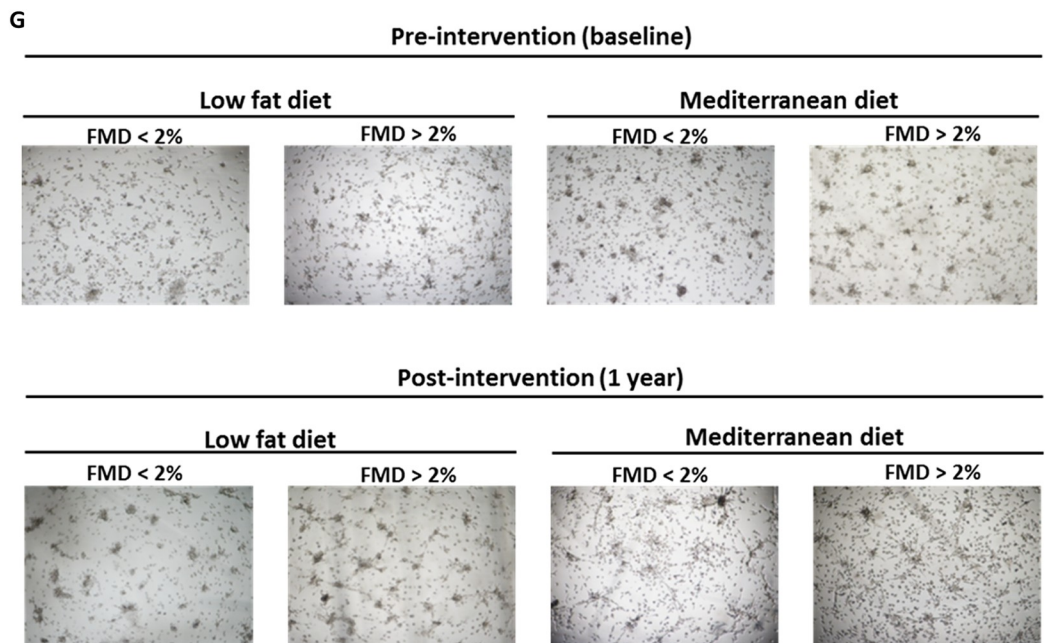 G
Pre-intervention (baseline)
Low fat diet Mediterranean diet
FMD < 2% FMD > 2% FMD < 2% FMD > 2%
Post-intervention (1 year)
Low fat diet Mediterranean diet
FMD < 2% FMD > 2% FMD < 2% FMD > 2%